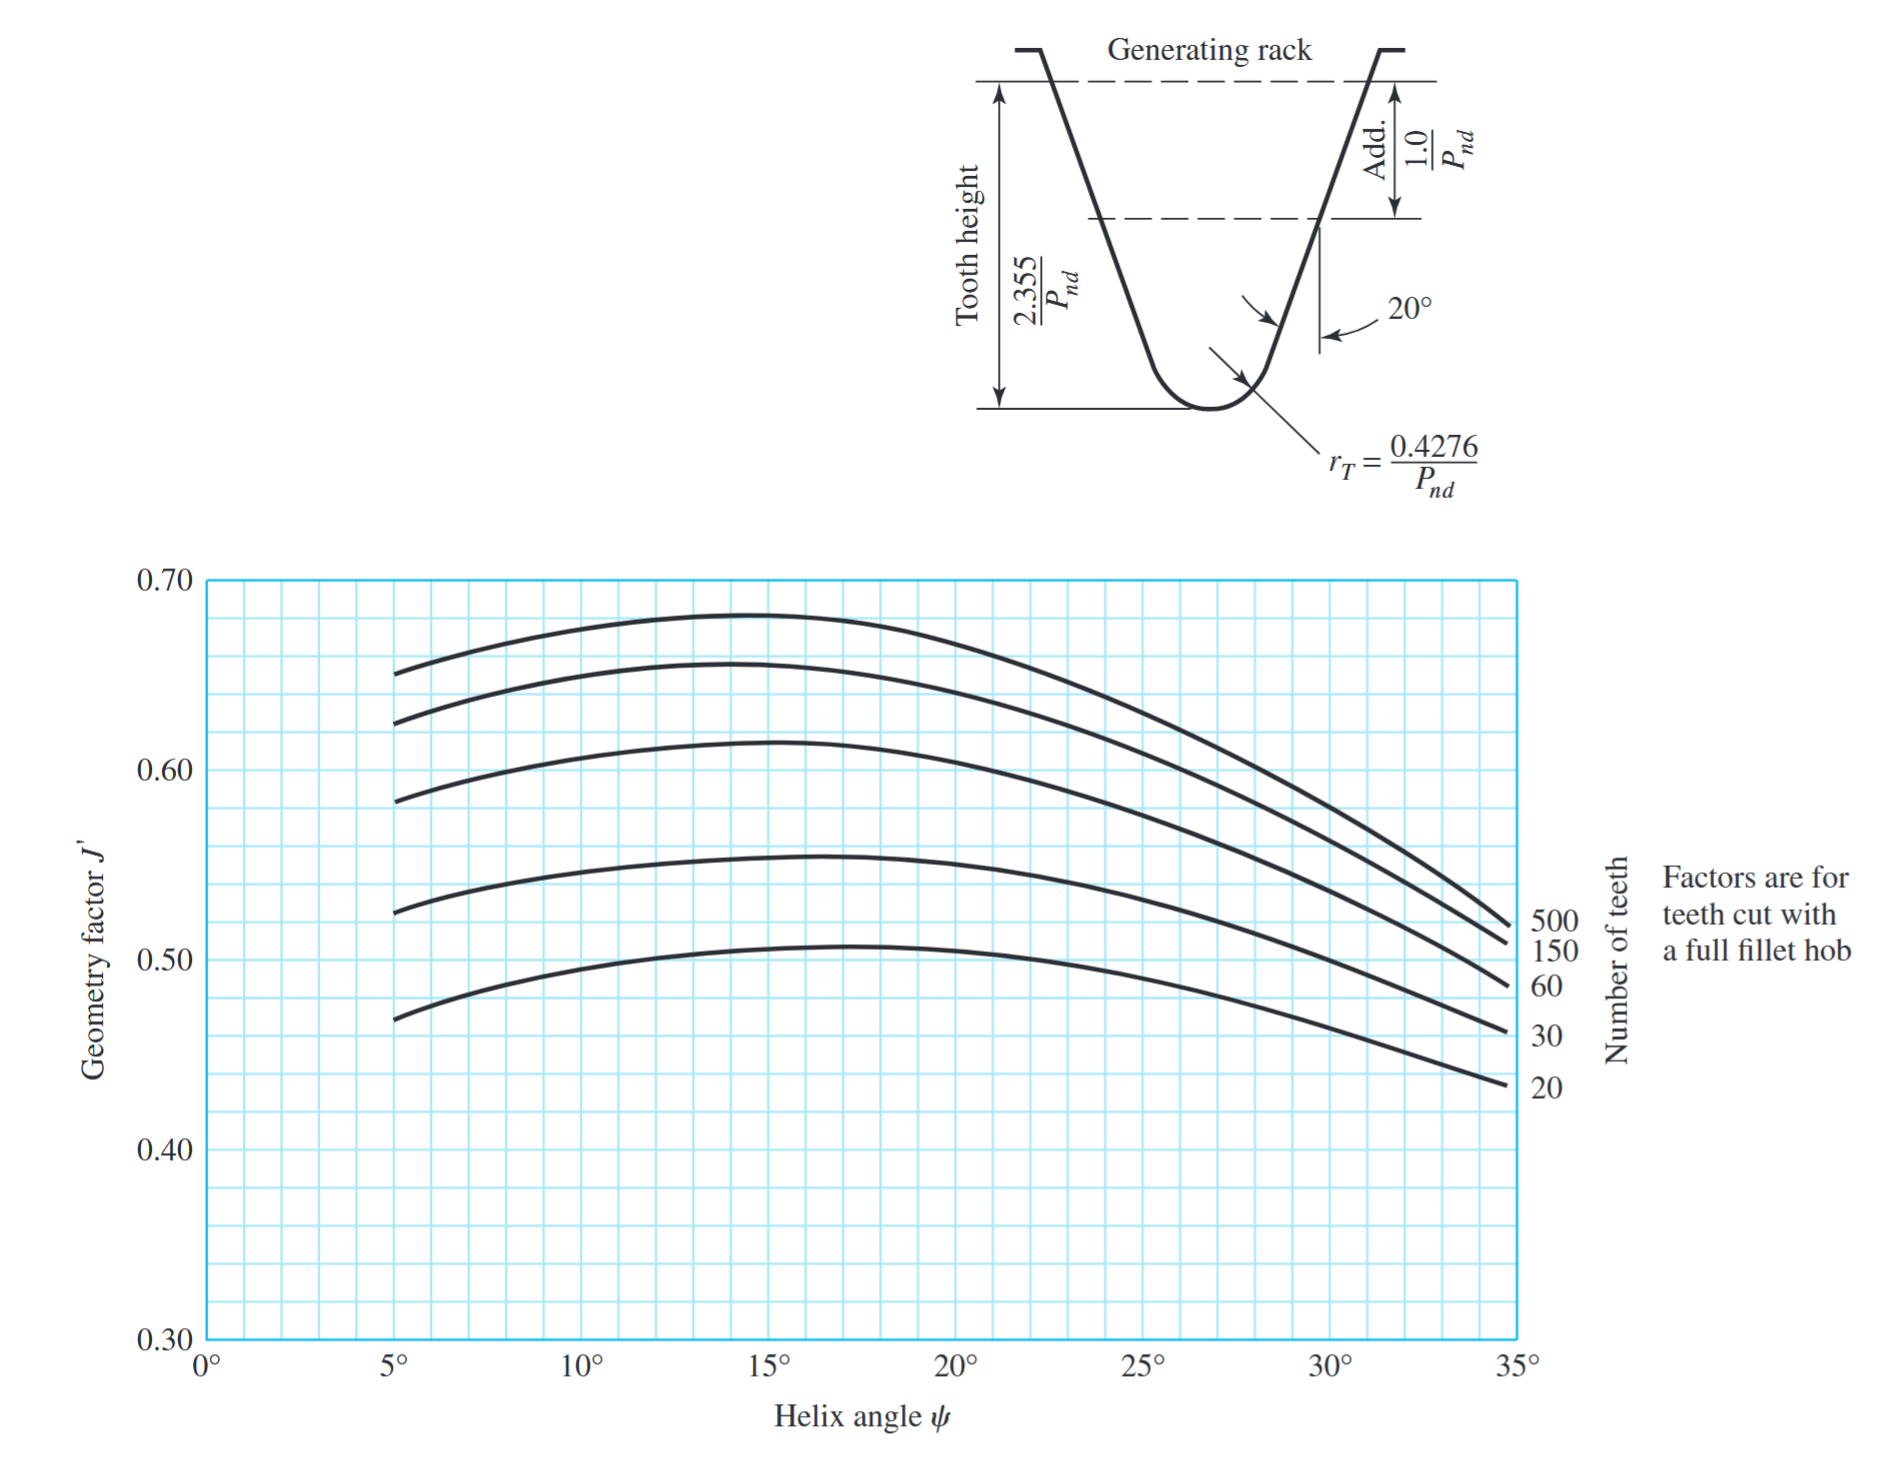 Generating rack
Tooth height
2.355
P_nd
Add.
1.0
P_nd
20°
r_T = 0.4276
P_nd
0.70
0.60
0.50
0.40
0.30
Geometry factor J'
0°
5°
10°
15°
20°
25°
30°
35°
Helix angle ψ
500
150
60
30
20
Number of teeth
Factors are for
teeth cut with
a full fillet hob